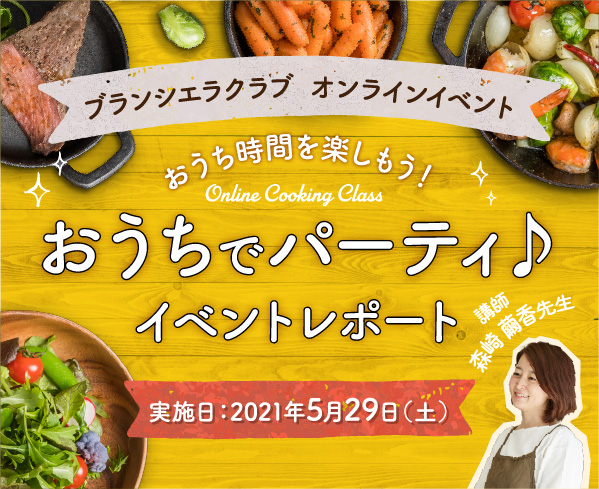 ブランシエラクラブ オンラインイベント
おうち時間を楽しもう！
Online Cooking Class
おうちでパーティ♪
イベントレポート
講師
森崎 繭香先生
実施日：2021年5月29日（土）